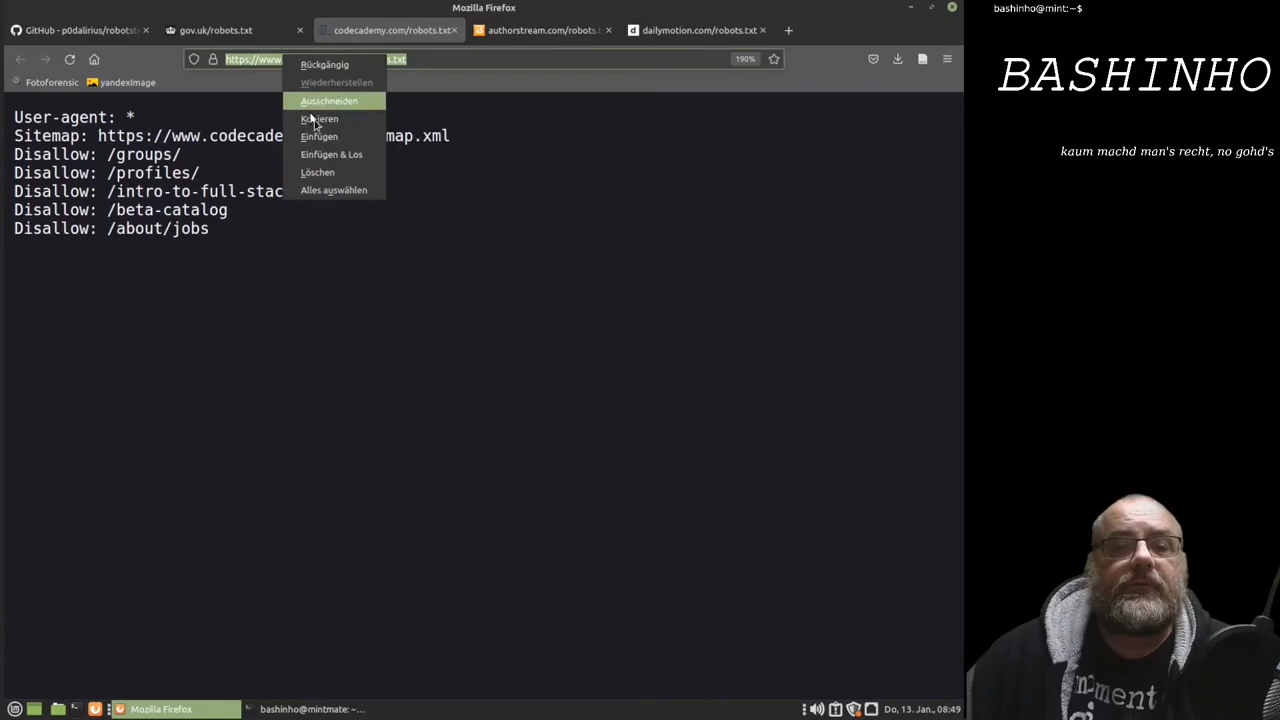 Mozilla Firefox
bashinho@mint:~$
GitHub - p0dalirius/robotst
gov.uk/robots.txt
codecademy.com/robots.txt
authorstream.com/robots.t
dailymotion.com/robots.txt
https://www.
s.txt
190%
Fotoforensic
yandexImage
Rückgängig
Wiederherstellen
Ausschneiden
Kopieren
Einfügen
Einfügen & Los
Löschen
Alles auswählen
User-agent: *
Sitemap: https://www.codecade map.xml
Disallow: /groups/
Disallow: /profiles/
Disallow: /intro-to-full-stac
Disallow: /beta-catalog
Disallow: /about/jobs
BASHINHO
kaum machd man's recht, no gohd's
moment
Mozilla Firefox
bashinho@mintmate: ~...
Do, 13. Jan., 08:49